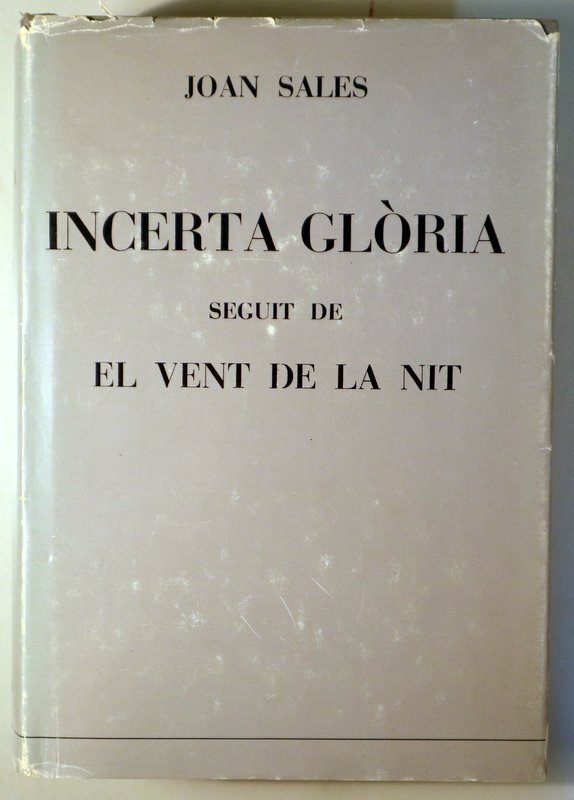 JOAN SALES
INCERTA GLÒRIA
SEGUIT DE
EL VENT DE LA NIT